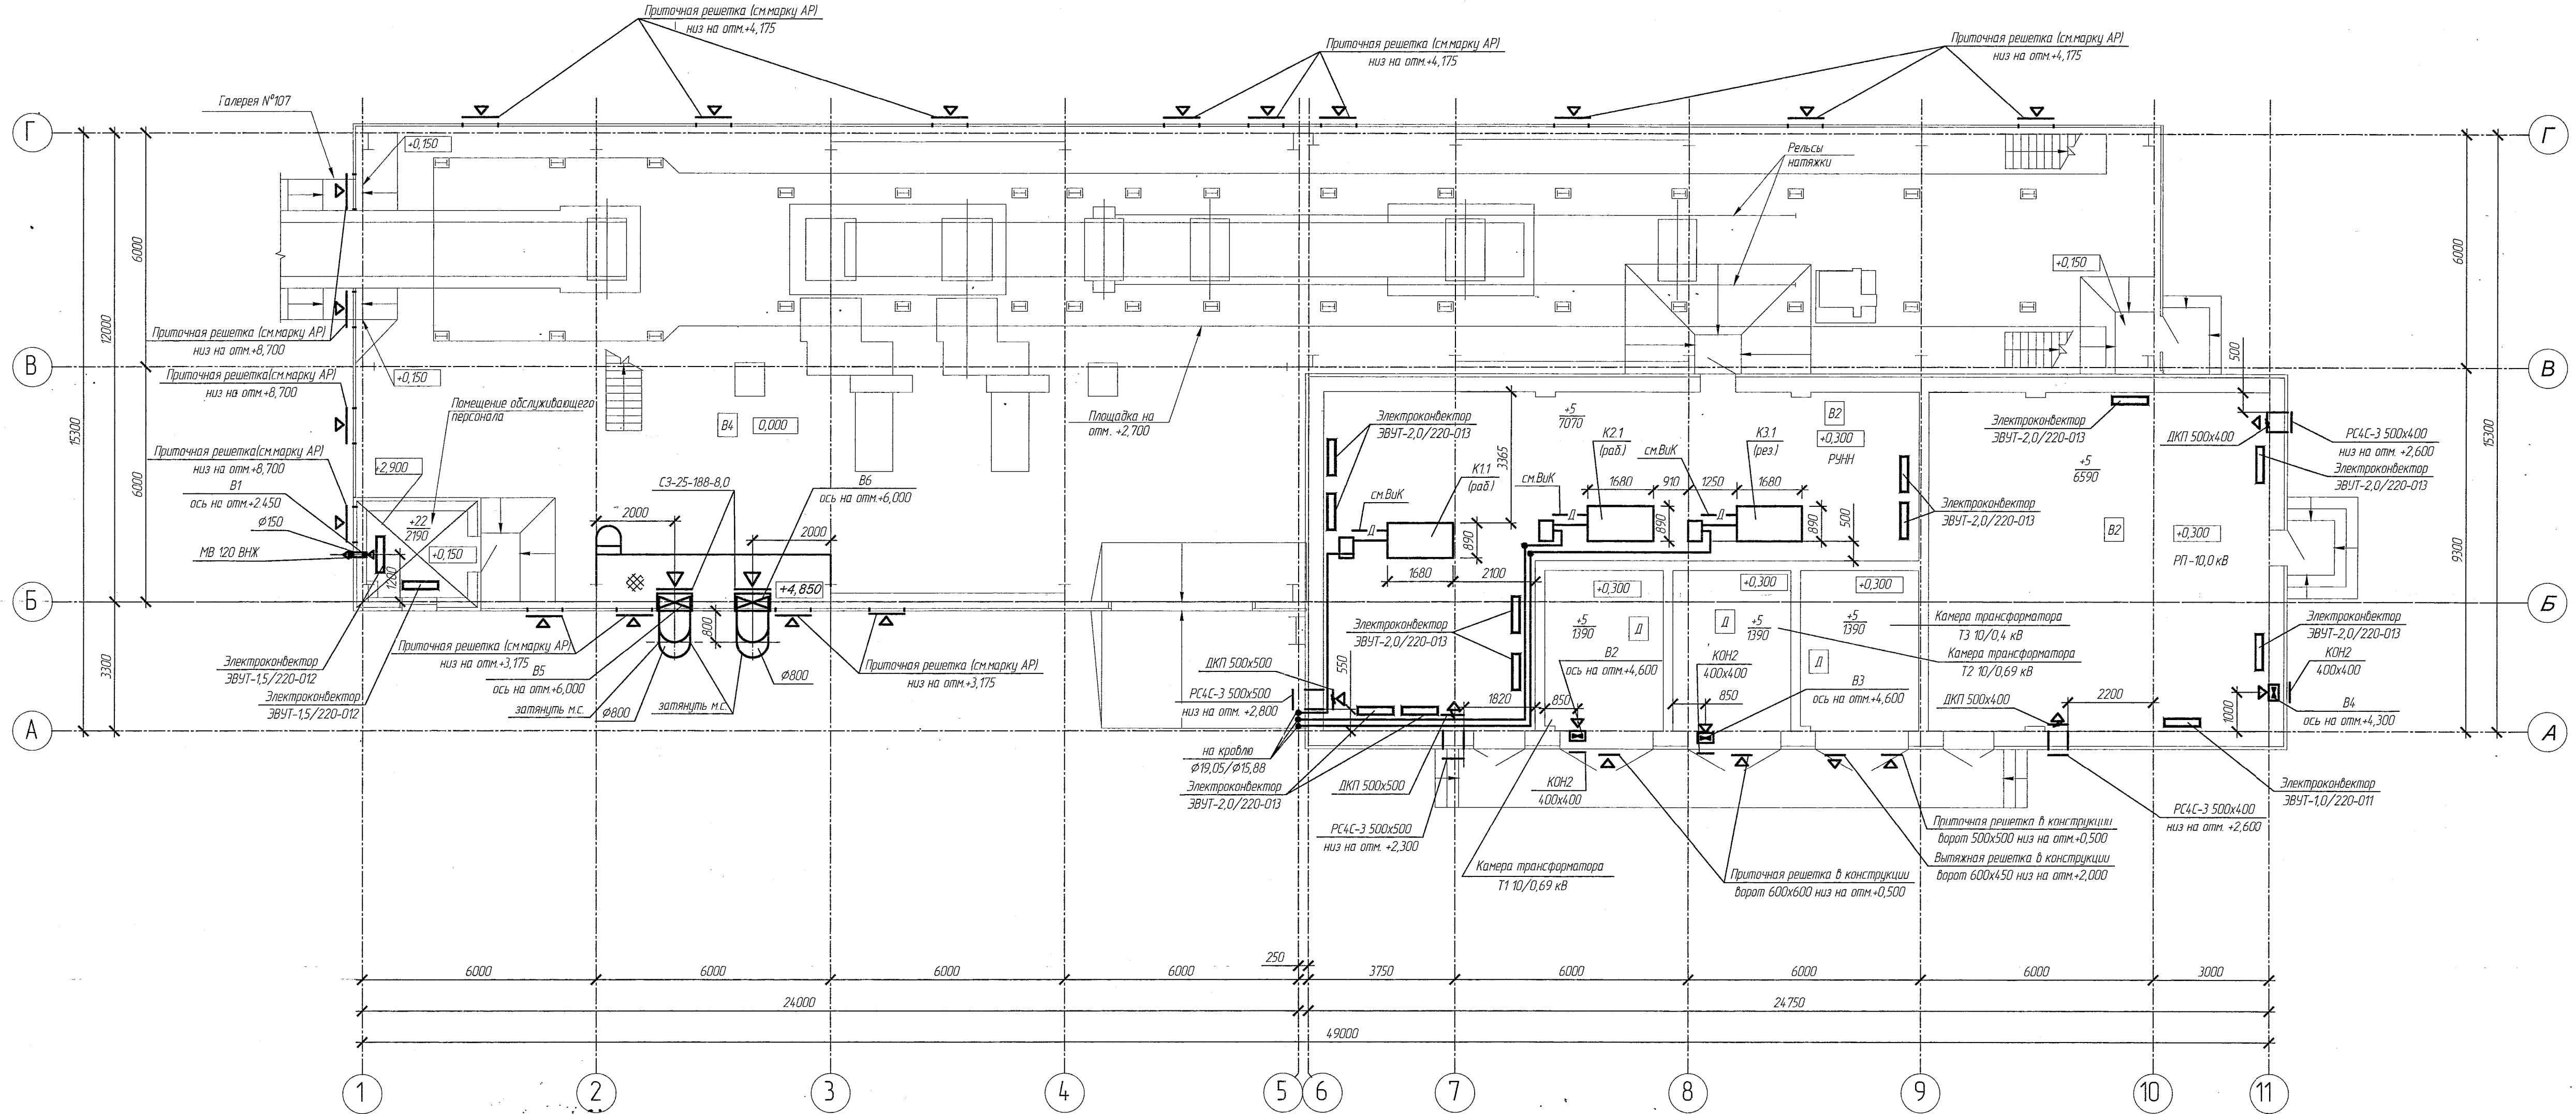 Приточная решетка (см.марку АР)
низ на отм.+4,175
Приточная решетка (см.марку АР)
низ на отм.+4,175
Приточная решетка (см.марку АР)
низ на отм.+4,175
Галерея №107
Г
Г
+0,150
Рельсы
натяжки
6000
12000
15300
6000
15300
+0,150
Приточная решетка (см.марку АР)
низ на отм.+8,700
В
В
500
Приточная решетка(см.марку АР)
низ на отм.+8,700
+0,150
Помещение обслуживающего
персонала
В4
0,000
Площадка на
отм. +2,700
Электроконвектор
ЭВУТ-2,0/220-013
+5
7070
В2
+0,300
РУНН
Электроконвектор
ЭВУТ-2,0/220-013
ДКП 500х400
РС4С-3 500х400
низ на отм. +2,600
Электроконвектор
ЭВУТ-2,0/220-013
+5
6590
Приточная решетка(см.марку АР)
низ на отм.+8,700
+2,900
В1
ось на отм.+2.450
Ø150
МВ 120 ВНЖ
+22
2190
+0,150
1200
6000
С3-25-188-8,0
В6
ось на отм.+6,000
2000
2000
3365
К1.1
(раб.)
см.ВиК
К2.1
(раб.)
см.ВиК
К3.1
(рез.)
см.ВиК
1680
910
1250
1680
Д
Д
Д
890
890
890
500
Электроконвектор
ЭВУТ-2,0/220-013
В2
+0,300
РП-10,0 кВ
9300
1680
2100
+4,850
Б
Б
800
+0,300
+0,300
+0,300
+5
1390
Д
Д
+5
1390
+5
1390
Д
Камера трансформатора
Т3 10/0,4 кВ
Камера трансформатора
Т2 10/0,69 кВ
Электроконвектор
ЭВУТ-2,0/220-013
Электроконвектор
ЭВУТ-2,0/220-013
КОН2
400х400
3300
Электроконвектор
ЭВУТ-1,5/220-012
Электроконвектор
ЭВУТ-1,5/220-012
Приточная решетка (см.марку АР)
низ на отм.+3,175
В5
ось на отм.+6,000
затянуть м.с.
Ø800
затянуть м.с.
Ø800
Приточная решетка (см.марку АР)
низ на отм.+3,175
ДКП 500х500
РС4С-3 500х500
низ на отм. +2,800
550
1820
850
В2
ось на отм.+4,600
КОН2
400х400
850
В3
ось на отм.+4,600
ДКП 500х400
2200
1000
В4
ось на отм.+4,300
А
А
на кровлю
Ø19,05/Ø15,88
Электроконвектор
ЭВУТ-2,0/220-013
ДКП 500х500
КОН2
400х400
Электроконвектор
ЭВУТ-1,0/220-011
РС4С-3 500х400
низ на отм. +2,600
РС4С-3 500х500
низ на отм. +2,300
Приточная решетка в конструкции
ворот 500х500 низ на отм.+0,500
Вытяжная решетка в конструкции
ворот 600х450 низ на отм.+2,000
Камера трансформатора
Т1 10/0,69 кВ
Приточная решетка в конструкции
ворот 600х600 низ на отм.+0,500
6000
6000
6000
6000
250
3750
6000
6000
6000
3000
24000
24750
49000
1
2
3
4
5
6
7
8
9
10
11